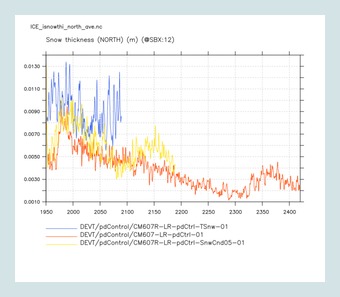 ICE_isnowthi_north_ave.nc
Snow thickness (NORTH) (m) (@SBX:12)
0.0130
0.0110
0.0090
0.0070
0.0050
0.0030
0.0010
1950 2000 2050 2100 2150 2200 2250 2300 2350 2400
DEVT/pdControl/CM607R-LR-pdCtrl-TSnw-01
DEVT/pdControl/CM607-LR-pdCtrl-01
DEVT/pdControl/CM607R-LR-pdCtrl-SnwCnd05-01